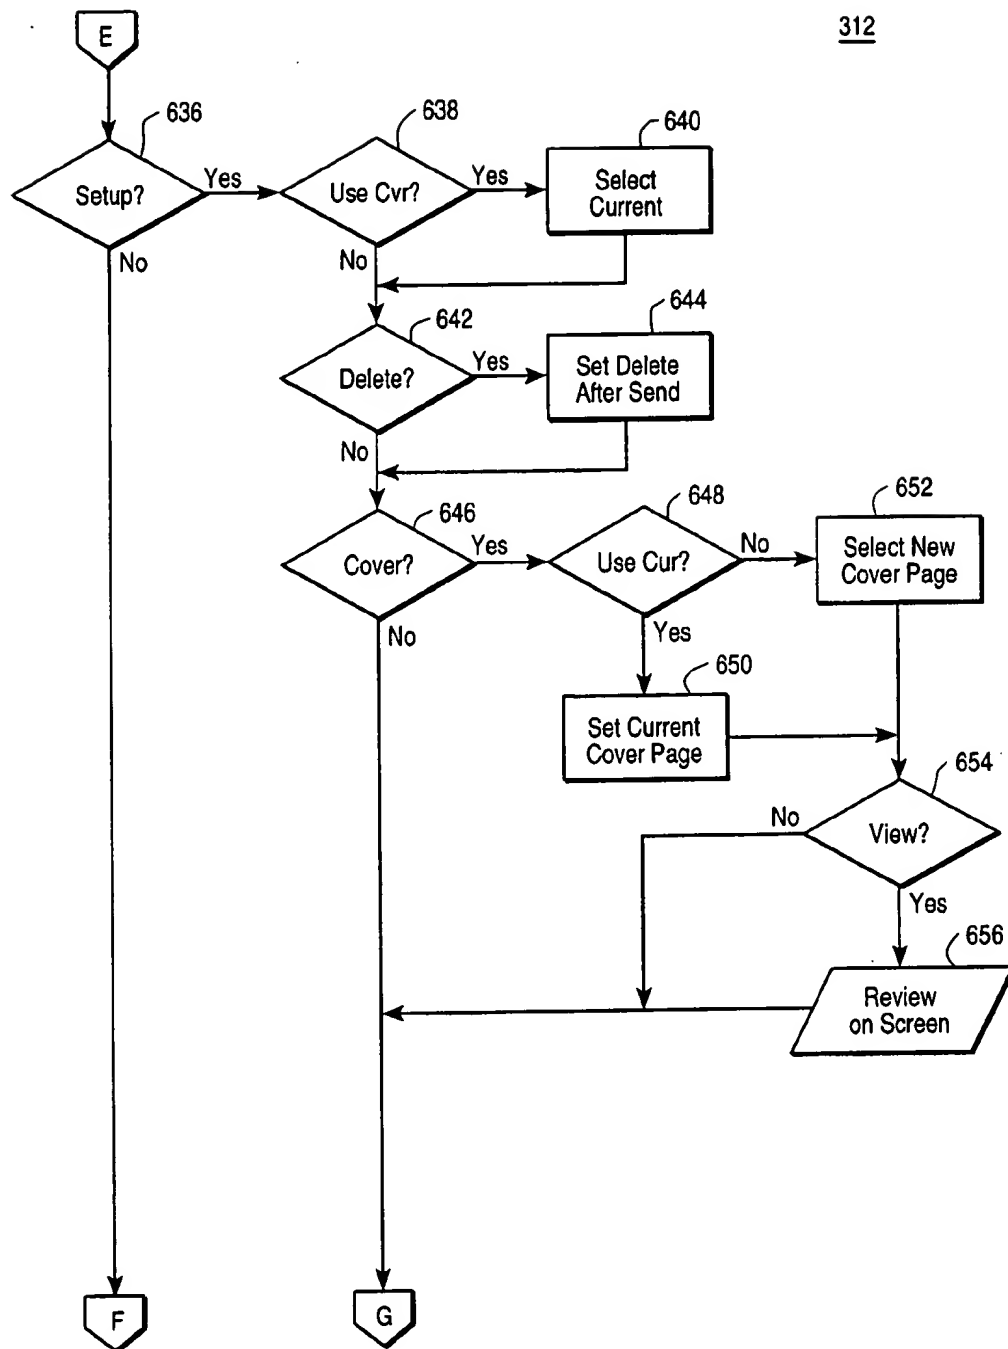 E
312
636
638
640
Setup?
Yes
Use Cvr?
Yes
Select
Current
No
No
642
644
Delete?
Yes
Set Delete
After Send
No
646
648
652
Cover?
Yes
Use Cur?
No
Select New
Cover Page
No
Yes
650
Set Current
Cover Page
654
No
View?
Yes
656
Review
on Screen
F
G